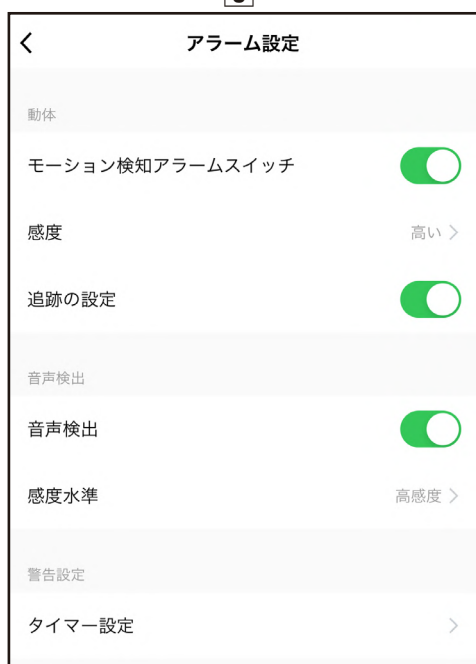 アラーム設定
動体
モーション検知アラームスイッチ
感度 高い
追跡の設定
音声検出
音声検出
感度水準 高感度
警告設定
タイマー設定